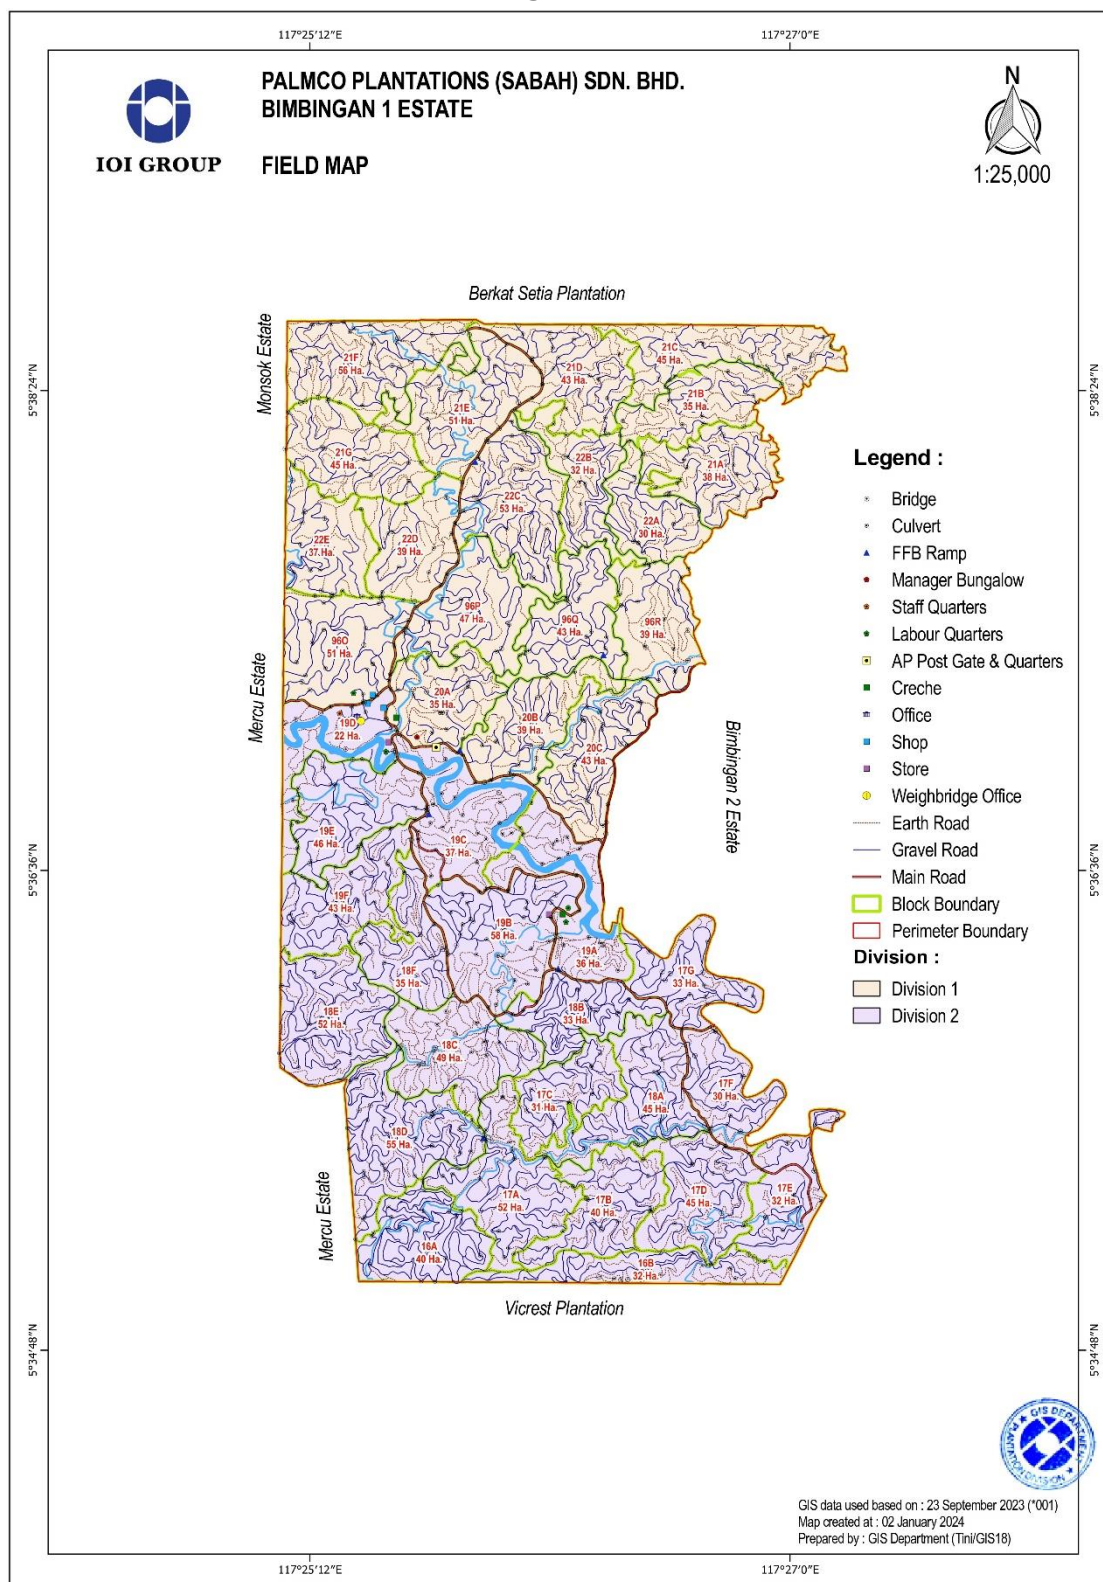 117°25'12"E
117°27'0"E
IOI GROUP
PALMCO PLANTATIONS (SABAH) SDN. BHD.
BIMBINGAN 1 ESTATE
FIELD MAP
N
1:25,000
Berkat Setia Plantation
Monsok Estate
5°38'24"N
5°38'24"N
21F
56 Ha.
21E
51 Ha.
21D
43 Ha.
21C
45 Ha.
21B
35 Ha.
21G
45 Ha.
22B
32 Ha.
21A
38 Ha.
22C
53 Ha.
22A
30 Ha.
22E
37 Ha.
22D
39 Ha.
96P
47 Ha.
96Q
43 Ha.
96R
39 Ha.
96O
51 Ha.
20A
35 Ha.
20B
39 Ha.
20C
43 Ha.
Mercu Estate
19D
22 Ha.
Bimbingan 2 Estate
19E
46 Ha.
19C
37 Ha.
5°36'36"N
5°36'36"N
19F
43 Ha.
19B
58 Ha.
19A
36 Ha.
18F
35 Ha.
17G
33 Ha.
18E
52 Ha.
18B
33 Ha.
18C
49 Ha.
17C
31 Ha.
18A
45 Ha.
17F
30 Ha.
18D
55 Ha.
17A
52 Ha.
17B
40 Ha.
17D
45 Ha.
17E
32 Ha.
Mercu Estate
16A
40 Ha.
16B
32 Ha.
Vicrest Plantation
Legend :
Bridge
Culvert
FFB Ramp
Manager Bungalow
Staff Quarters
Labour Quarters
AP Post Gate & Quarters
Creche
Office
Shop
Store
Weighbridge Office
Earth Road
Gravel Road
Main Road
Block Boundary
Perimeter Boundary
Division :
Division 1
Division 2
5°34'48"N
5°34'48"N
GIS DEPARTMENT
PLANTATION DIVISION
GIS data used based on : 23 September 2023 (*001)
Map created at : 02 January 2024
Prepared by : GIS Department (Tini/GIS18)
117°25'12"E
117°27'0"E